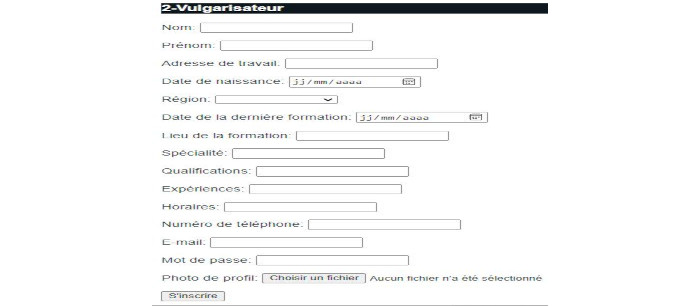 2-Vulgarisateur
Nom:
Prénom:
Adresse de travail:
Date de naissance: jj/mm/aaaa
Région:
Date de la dernière formation: jj/mm/aaaa
Lieu de la formation:
Spécialité:
Qualifications:
Expériences:
Horaires:
Numéro de téléphone:
E-mail:
Mot de passe:
Photo de profil: Choisir un fichier Aucun fichier n'a été sélectionné
S'inscrire